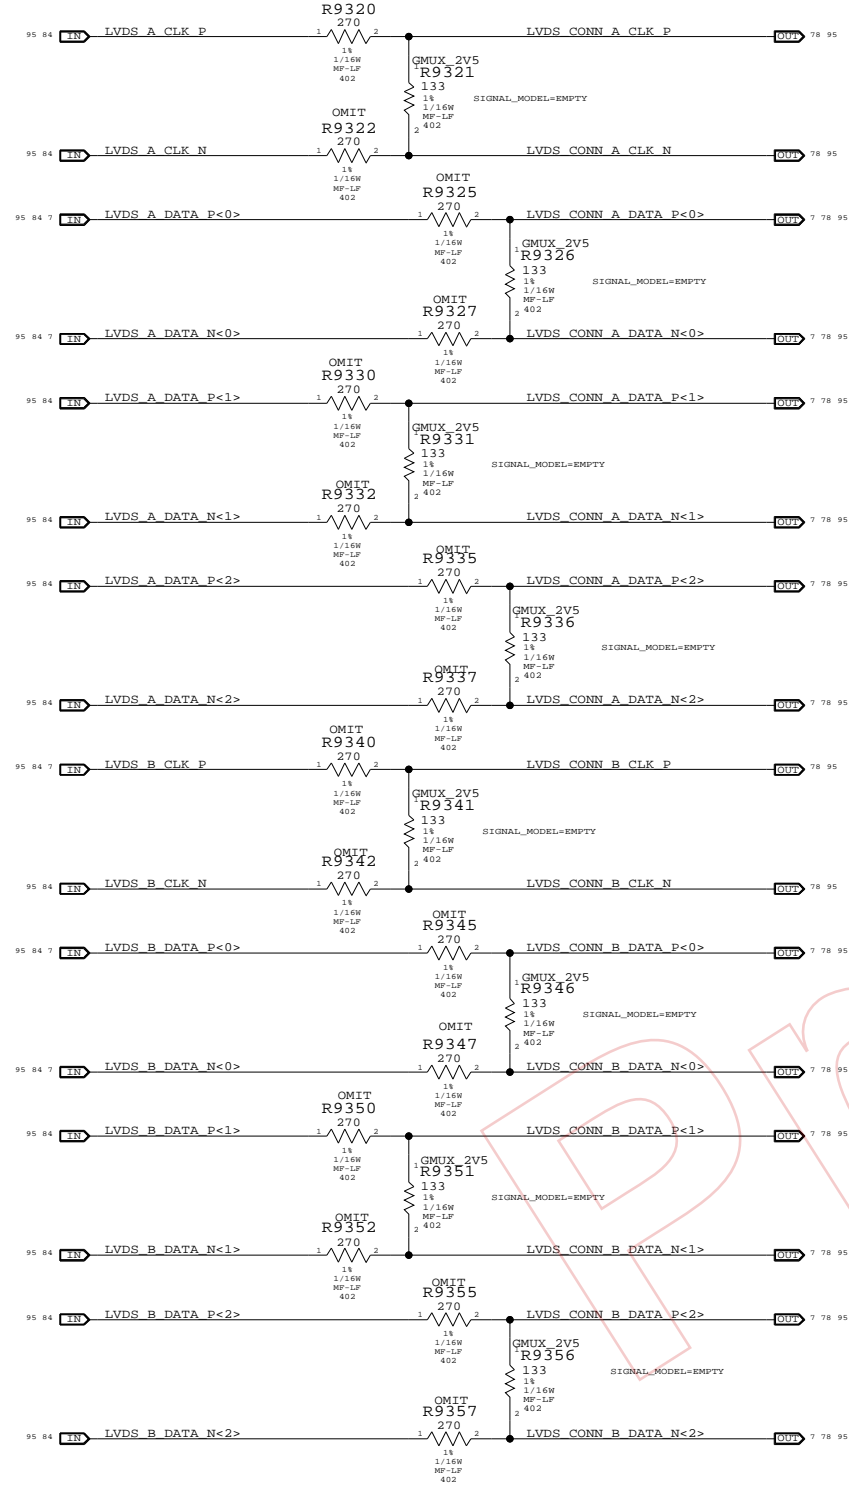 R9320
270
95 84 IN LVDS_A_CLK_P 1 2 LVDS_CONN_A_CLK_P OUT 78 95
1%
1/16W
MF-LF
402
GMUX_2V5
1 R9321
133
1%
1/16W
MF-LF
402
2
SIGNAL_MODEL=EMPTY
OMIT
R9322
270
95 84 IN LVDS_A_CLK_N 1 2 LVDS_CONN_A_CLK_N OUT 78 95
1%
1/16W
MF-LF
402
OMIT
R9325
270
95 84 7 IN LVDS_A_DATA_P<0> 1 2 LVDS_CONN_A_DATA_P<0> OUT 7 78 95
1%
1/16W
MF-LF
402
GMUX_2V5
1 R9326
133
1%
1/16W
MF-LF
402
2
SIGNAL_MODEL=EMPTY
OMIT
R9327
270
95 84 7 IN LVDS_A_DATA_N<0> 1 2 LVDS_CONN_A_DATA_N<0> OUT 7 78 95
1%
1/16W
MF-LF
402
OMIT
R9330
270
95 84 IN LVDS_A_DATA_P<1> 1 2 LVDS_CONN_A_DATA_P<1> OUT 7 78 95
1%
1/16W
MF-LF
402
GMUX_2V5
1 R9331
133
1%
1/16W
MF-LF
402
2
SIGNAL_MODEL=EMPTY
OMIT
R9332
270
95 84 IN LVDS_A_DATA_N<1> 1 2 LVDS_CONN_A_DATA_N<1> OUT 7 78 95
1%
1/16W
MF-LF
402
OMIT
R9335
270
95 84 IN LVDS_A_DATA_P<2> 1 2 LVDS_CONN_A_DATA_P<2> OUT 7 78 95
1%
1/16W
MF-LF
402
GMUX_2V5
1 R9336
133
1%
1/16W
MF-LF
402
2
SIGNAL_MODEL=EMPTY
OMIT
R9337
270
95 84 IN LVDS_A_DATA_N<2> 1 2 LVDS_CONN_A_DATA_N<2> OUT 7 78 95
1%
1/16W
MF-LF
402
OMIT
R9340
270
95 84 7 IN LVDS_B_CLK_P 1 2 LVDS_CONN_B_CLK_P OUT 78 95
1%
1/16W
MF-LF
402
GMUX_2V5
1 R9341
133
1%
1/16W
MF-LF
402
2
SIGNAL_MODEL=EMPTY
OMIT
R9342
270
95 84 IN LVDS_B_CLK_N 1 2 LVDS_CONN_B_CLK_N OUT 78 95
1%
1/16W
MF-LF
402
OMIT
R9345
270
95 84 7 IN LVDS_B_DATA_P<0> 1 2 LVDS_CONN_B_DATA_P<0> OUT 7 78 95
1%
1/16W
MF-LF
402
GMUX_2V5
1 R9346
133
1%
1/16W
MF-LF
402
2
SIGNAL_MODEL=EMPTY
OMIT
R9347
270
95 84 7 IN LVDS_B_DATA_N<0> 1 2 LVDS_CONN_B_DATA_N<0> OUT 7 78 95
1%
1/16W
MF-LF
402
OMIT
R9350
270
95 84 IN LVDS_B_DATA_P<1> 1 2 LVDS_CONN_B_DATA_P<1> OUT 7 78 95
1%
1/16W
MF-LF
402
GMUX_2V5
1 R9351
133
1%
1/16W
MF-LF
402
2
SIGNAL_MODEL=EMPTY
OMIT
R9352
270
95 84 IN LVDS_B_DATA_N<1> 1 2 LVDS_CONN_B_DATA_N<1> OUT 7 78 95
1%
1/16W
MF-LF
402
OMIT
R9355
270
95 84 IN LVDS_B_DATA_P<2> 1 2 LVDS_CONN_B_DATA_P<2> OUT 7 78 95
1%
1/16W
MF-LF
402
GMUX_2V5
1 R9356
133
1%
1/16W
MF-LF
402
2
SIGNAL_MODEL=EMPTY
OMIT
R9357
270
95 84 IN LVDS_B_DATA_N<2> 1 2 LVDS_CONN_B_DATA_N<2> OUT 7 78 95
1%
1/16W
MF-LF
402